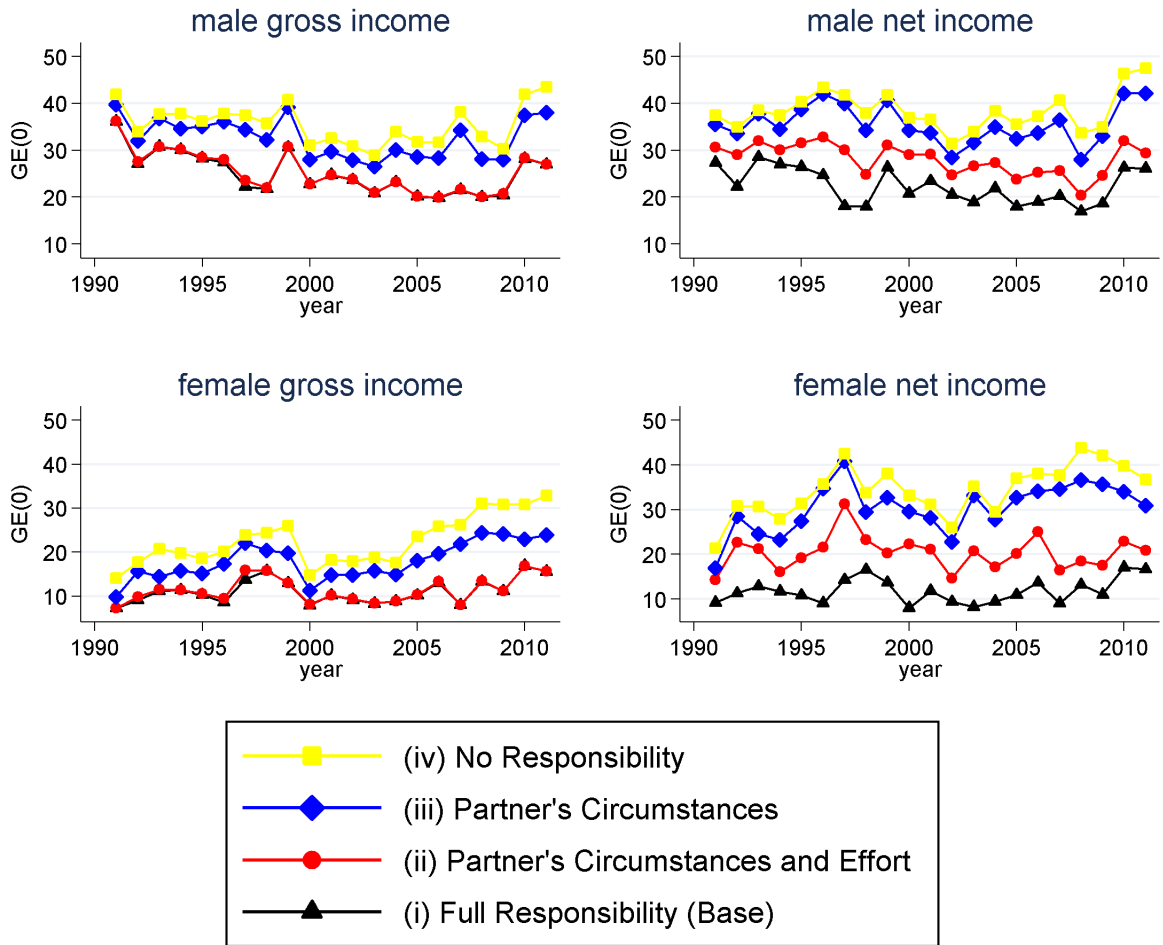 male gross income
GE(0)
50
40
30
20
10
1990 1995 2000 2005 2010
year
male net income
GE(0)
50
40
30
20
10
1990 1995 2000 2005 2010
year
female gross income
GE(0)
50
40
30
20
10
1990 1995 2000 2005 2010
year
female net income
GE(0)
50
40
30
20
10
1990 1995 2000 2005 2010
year
(iv) No Responsibility
(iii) Partner's Circumstances
(ii) Partner's Circumstances and Effort
(i) Full Responsibility (Base)